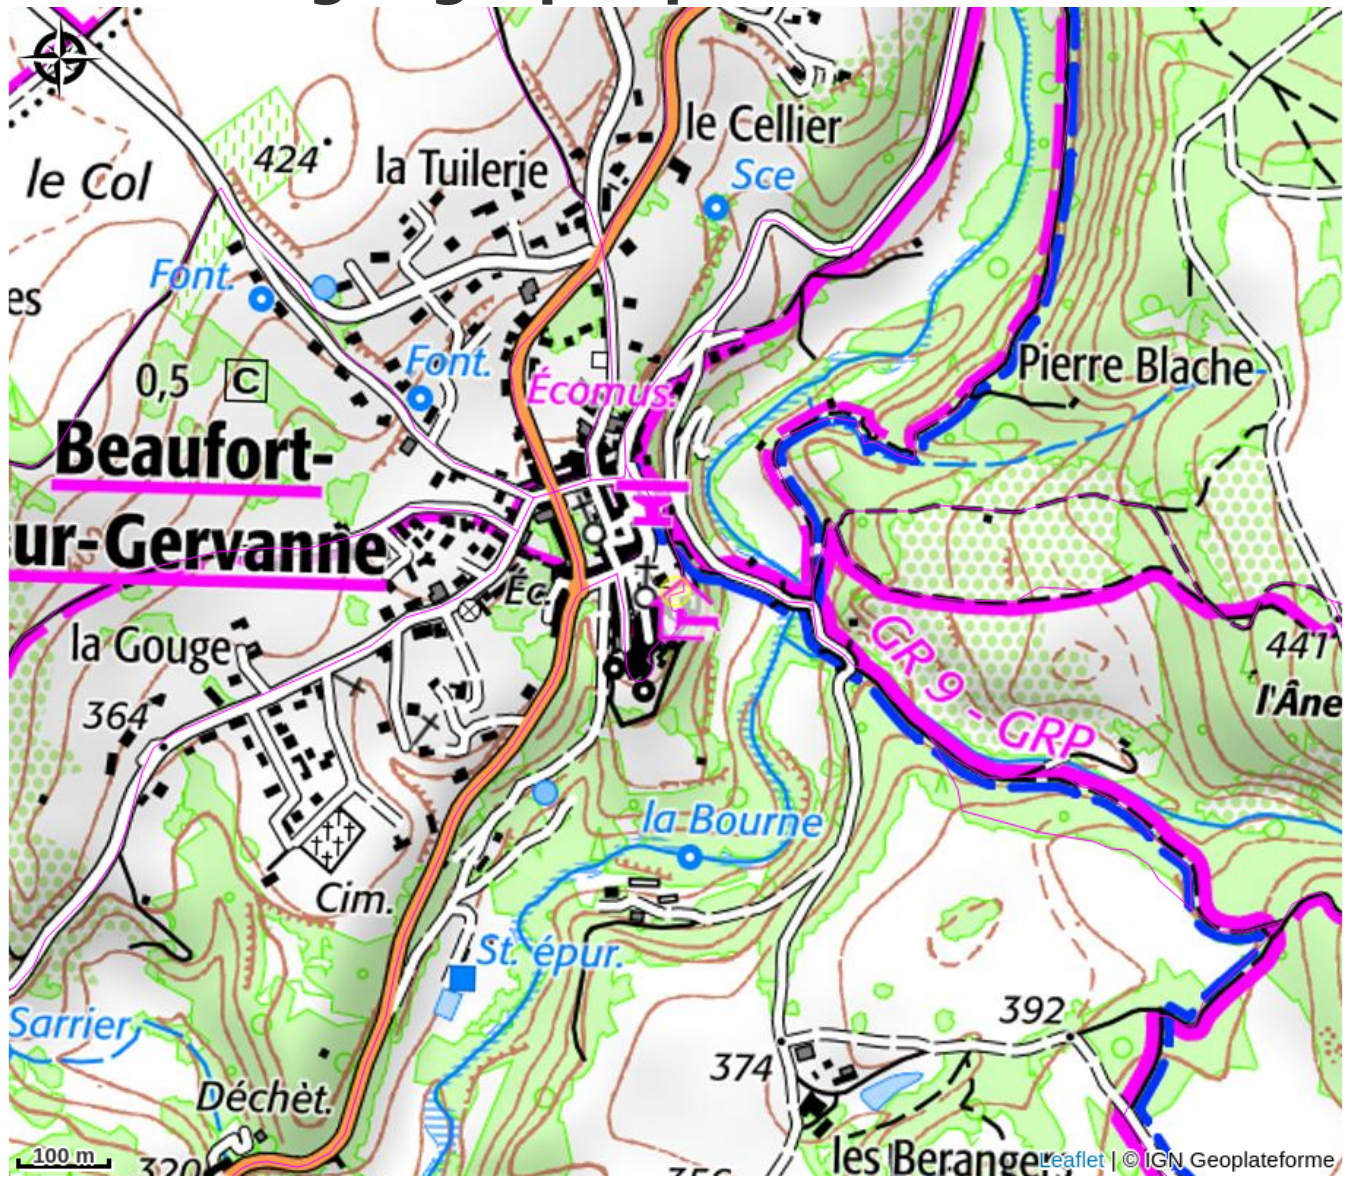 le Cellier
424
la Tuilerie
Sce
le Col
Font.
es
Font.
Pierre Blache
0,5
C
Écomus.
Beaufort-
ur-Gervanne
Éc.
la Gouge
GR 9 - GRP
441
l'Âne
364
la Bourne
Cim.
St. épur.
392
Sarrier
374
Déchèt.
100 m
320
les Berangers
Leaflet | © IGN Geoplateforme